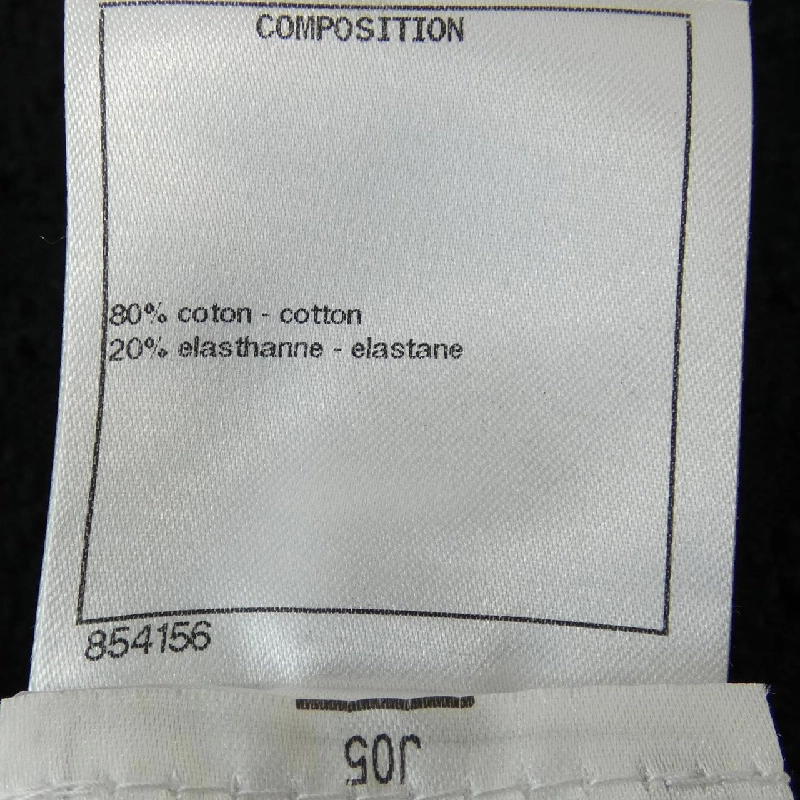 COMPOSITION
80% coton - cotton
20% elasthanne - elastane
854156
J05